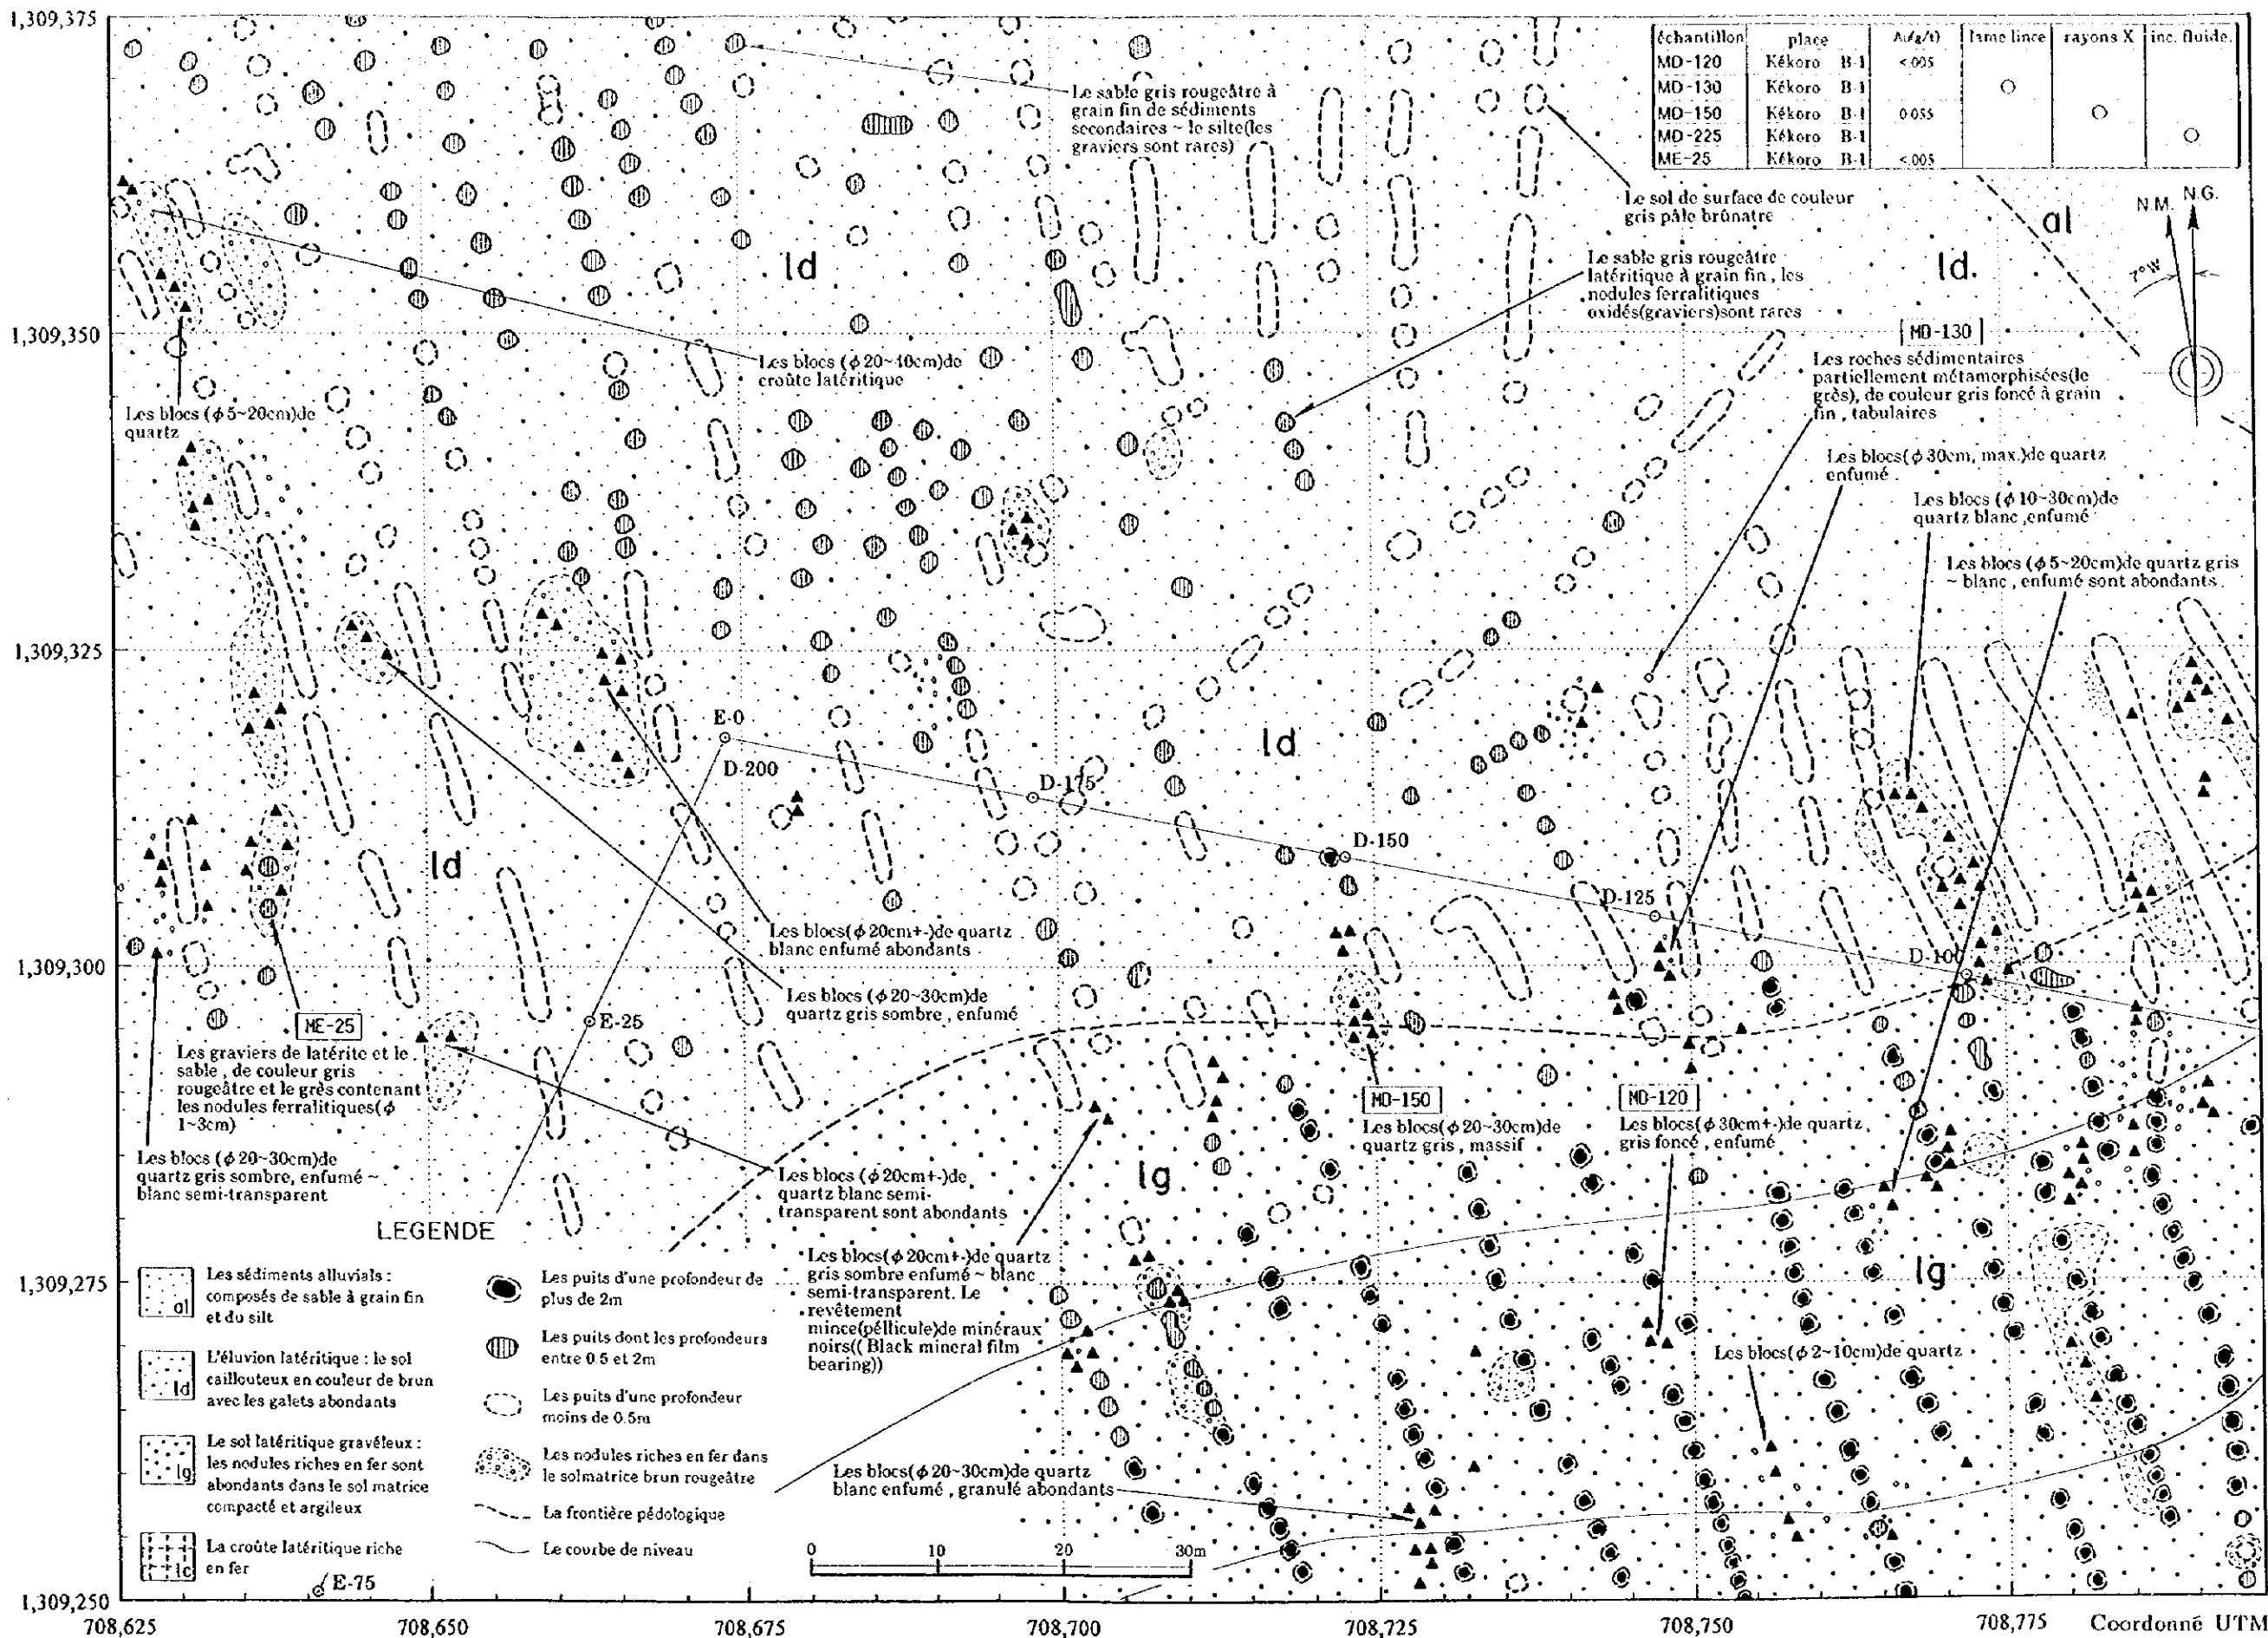 1,309,375
1,309,350
1,309,325
1,309,300
1,309,275
1,309,250
708,625
708,650
708,675
708,700
708,725
708,750
708,775
Coordonné UTM
échantillon place Au(g/t) lame lince rayons X inc. fluide.
MD-120 Kékoro B-1 <.005
MD-130 Kékoro B-1 ○
MD-150 Kékoro B-1 0.055 ○
MD-225 Kékoro B-1 ○
ME-25 Kékoro B-1 <.005
N.M. N.G.
7°W
al
ld
ld
ld
ld
lg
lg
Le sable gris rougeâtre à
grain fin de sédiments
secondaires ~ le silte(les
graviers sont rares)
Le sol de surface de couleur
gris pâle brûnatre
Le sable gris rougeâtre
latéritique à grain fin, les
nodules ferralitiques
oxidés(graviers)sont rares
MD-130
Les roches sédimentaires
partiellement métamorphisées(le
grès), de couleur gris foncé à grain
fin, tabulaires
Les blocs(φ30cm, max.)de quartz
enfumé
Les blocs (φ10~30cm)de
quartz blanc, enfumé
Les blocs (φ5~20cm)de quartz gris
~ blanc, enfumé sont abondants.
Les blocs (φ20~40cm)de
croûte latéritique
Les blocs (φ5~20cm)de
quartz
E-0
D-200
D-175
D-150
D-125
D-100
E-25
E-75
Les blocs(φ20cm+-)de quartz
blanc enfumé abondants
Les blocs (φ20~30cm)de
quartz gris sombre, enfumé
ME-25
Les graviers de latérite et le
sable, de couleur gris
rougeâtre et le grès contenant
les nodules ferralitiques(φ
1~3cm)
Les blocs (φ20~30cm)de
quartz gris sombre, enfumé ~
blanc semi-transparent
Les blocs (φ20cm+-)de
quartz blanc semi-
transparent sont abondants
MD-150
Les blocs(φ20~30cm)de
quartz gris, massif
MD-120
Les blocs(φ30cm+-)de quartz
gris foncé, enfumé
Les blocs(φ20cm+-)de quartz
gris sombre enfumé ~ blanc
semi-transparent. Le
revêtement
mince(péllicule)de minéraux
noirs((Black mineral film
bearing))
Les blocs(φ2~10cm)de quartz
Les blocs(φ20~30cm)de quartz
blanc enfumé, granulé abondants
LEGENDE
al
Les sédiments alluvials :
composés de sable à grain fin
et du silt
ld
L'éluvion latéritique : le sol
caillouteux en couleur de brun
avec les galets abondants
lg
Le sol latéritique gravéleux :
les nodules riches en fer sont
abondants dans le sol matrice
compacté et argileux
lc
La croûte latéritique riche
en fer
Les puits d'une profondeur de
plus de 2m
Les puits dont les profondeurs
entre 0.5 et 2m
Les puits d'une profondeur
moins de 0.5m
Les nodules riches en fer dans
le solmatrice brun rougeâtre
La frontière pédologique
Le courbe de niveau
0 10 20 30m